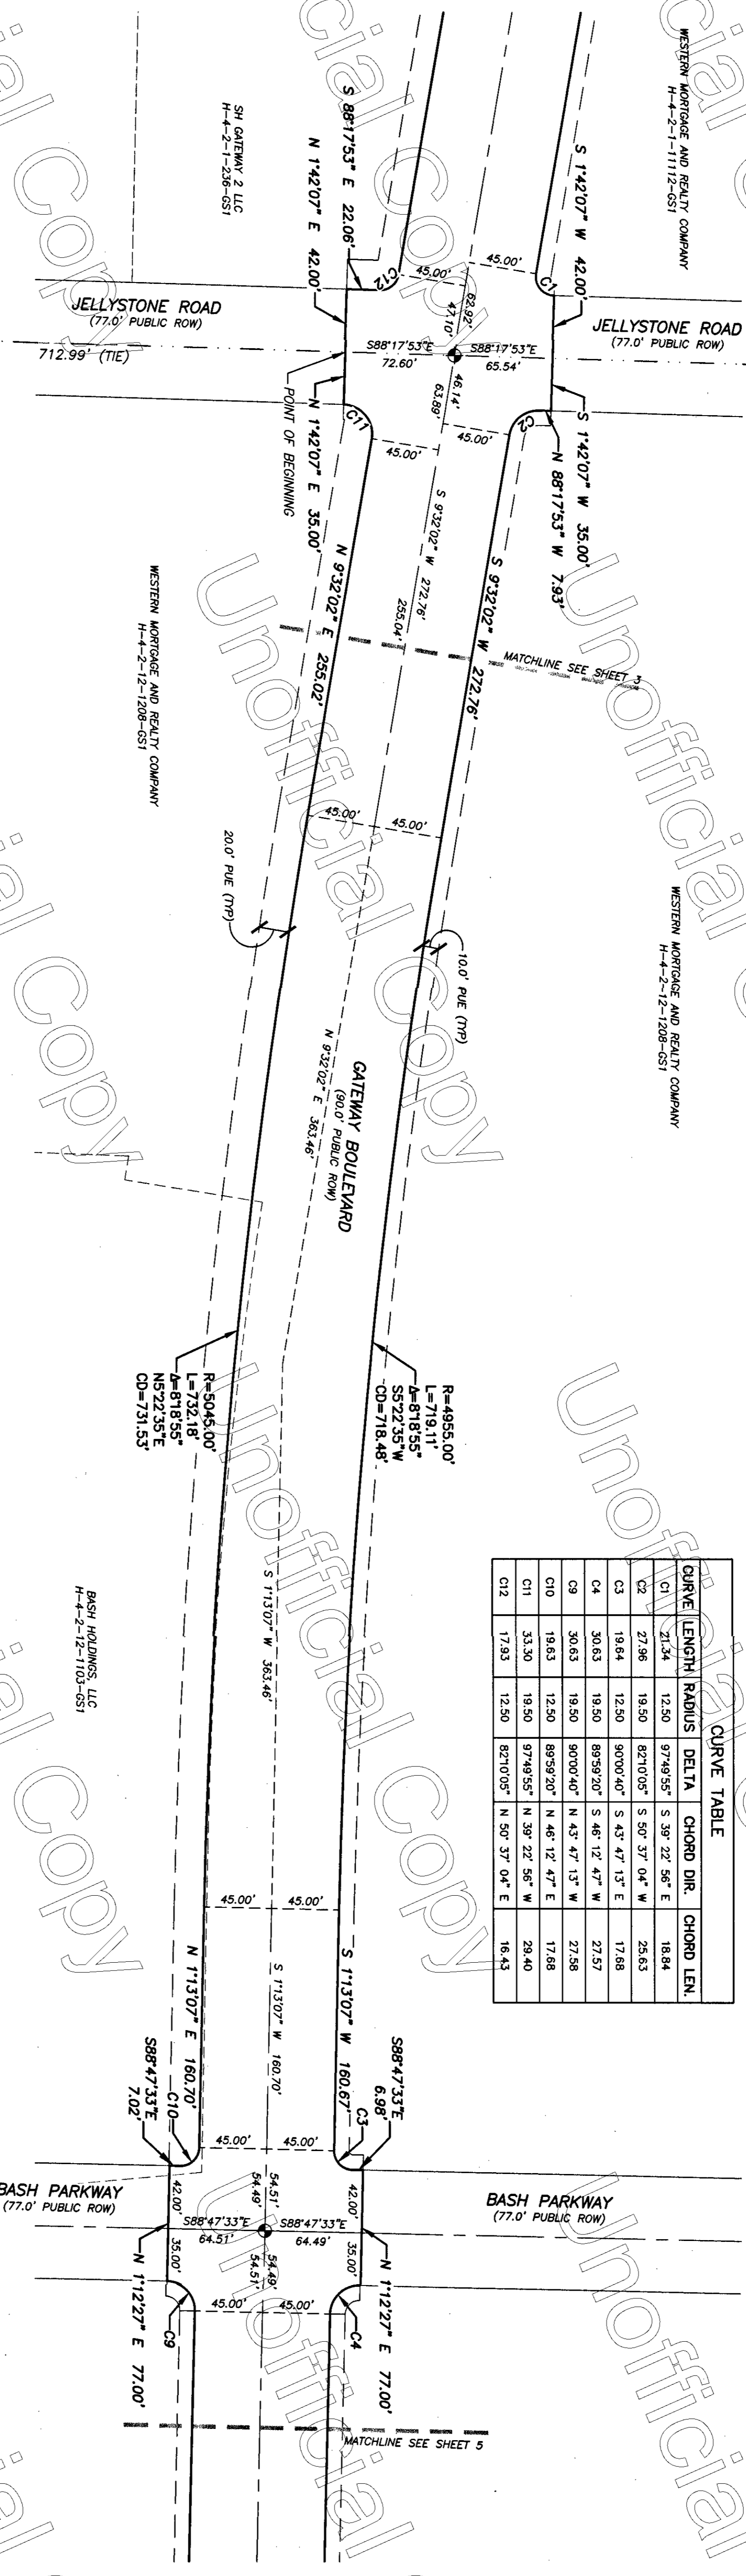 WESTERN MORTGAGE AND REALTY COMPANY
H-4-2-1-11112-GS1
SH GATEWAY 2 LLC
H-4-2-1-236-GS1
S 88°17'53" E 22.06'
N 1°42'07" E 42.00'
S 1°42'07" W 42.00'
45.00'
45.00'
C12
C1
62.92'
47.10'
JELLYSTONE ROAD
(77.0' PUBLIC ROW)
JELLYSTONE ROAD
(77.0' PUBLIC ROW)
712.99' (TIE)
S88°17'53"E
72.60'
S88°17'53"E
65.54'
46.14'
63.89'
POINT OF BEGINNING
N 1°42'07" E 35.00'
S 1°42'07" W 35.00'
N 88°17'53" W 7.93'
C11
C2
45.00'
45.00'
S 9°32'02" W 272.76'
255.04'
N 9°32'02" E 255.02'
S 9°32'02" W 272.76'
MATCHLINE SEE SHEET 3
WESTERN MORTGAGE AND REALTY COMPANY
H-4-2-12-1208-GS1
45.00'
45.00'
20.0' PUE (TYP)
10.0' PUE (TYP)
WESTERN MORTGAGE AND REALTY COMPANY
H-4-2-12-1208-GS1
N 9°32'02" E 363.46'
GATEWAY BOULEVARD
(90.0' PUBLIC ROW)
R=5045.00'
L=732.18'
Δ=8°18'55"
N5°22'35"E
CD=731.53'
R=4955.00'
L=719.11'
Δ=8°18'55"
S5°22'35"W
CD=718.48'
BASH HOLDINGS, LLC
H-4-2-12-1103-GS1
S 1°13'07" W 363.46'
CURVE TABLE
CURVE LENGTH RADIUS DELTA CHORD DIR. CHORD LEN.
C1 21.34 12.50 97°49'55" S 39° 22' 56" E 18.84
C2 27.96 19.50 82°10'05" S 50° 37' 04" W 25.63
C3 19.64 12.50 90°00'40" S 43° 47' 13" E 17.68
C4 30.63 19.50 89°59'20" S 46° 12' 47" W 27.57
C9 30.63 19.50 90°00'40" N 43° 47' 13" W 27.58
C10 19.63 12.50 89°59'20" N 46° 12' 47" E 17.68
C11 33.30 19.50 97°49'55" N 39° 22' 56" W 29.40
C12 17.93 12.50 82°10'05" N 50° 37' 04" E 16.43
45.00'
45.00'
N 1°13'07" E 160.70'
S 1°13'07" W 160.70'
S 1°13'07" W 160.67'
S88°47'33"E
7.02'
C10
S88°47'33"E
6.98'
C3
45.00'
45.00'
BASH PARKWAY
(77.0' PUBLIC ROW)
BASH PARKWAY
(77.0' PUBLIC ROW)
42.00'
35.00'
54.51'
54.49'
S88°47'33"E
64.51'
S88°47'33"E
64.49'
54.49'
54.51'
42.00'
35.00'
N 1°12'27" E 77.00'
N 1°12'27" E 77.00'
45.00'
45.00'
C9
C4
MATCHLINE SEE SHEET 5
Unofficial Copy
Unofficial Copy
Unofficial Copy
Unofficial Copy